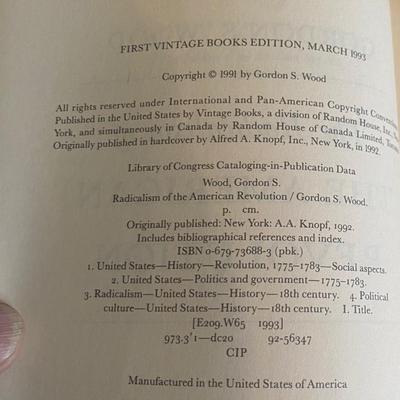 FIRST VINTAGE BOOKS EDITION, MARCH 1993
Copyright © 1991 by Gordon S. Wood
All rights reserved under International and Pan-American Copyright Conventions.
Published in the United States by Vintage Books, a division of Random House, Inc., New
York, and simultaneously in Canada by Random House of Canada Limited, Toronto.
Originally published in hardcover by Alfred A. Knopf, Inc., New York, in 1992.
Library of Congress Cataloging-in-Publication Data
Wood, Gordon S.
Radicalism of the American Revolution / Gordon S. Wood.
p. cm.
Originally published: New York: A.A. Knopf, 1992.
Includes bibliographical references and index.
ISBN 0-679-73688-3 (pbk.)
1. United States—History—Revolution, 1775–1783—Social aspects.
2. United States—Politics and government—1775–1783.
3. Radicalism—United States—History—18th century. 4. Political
culture—United States—History—18th century. I. Title.
[E209.W65 1993]
973.3'1—dc20 92-56347
CIP
Manufactured in the United States of America